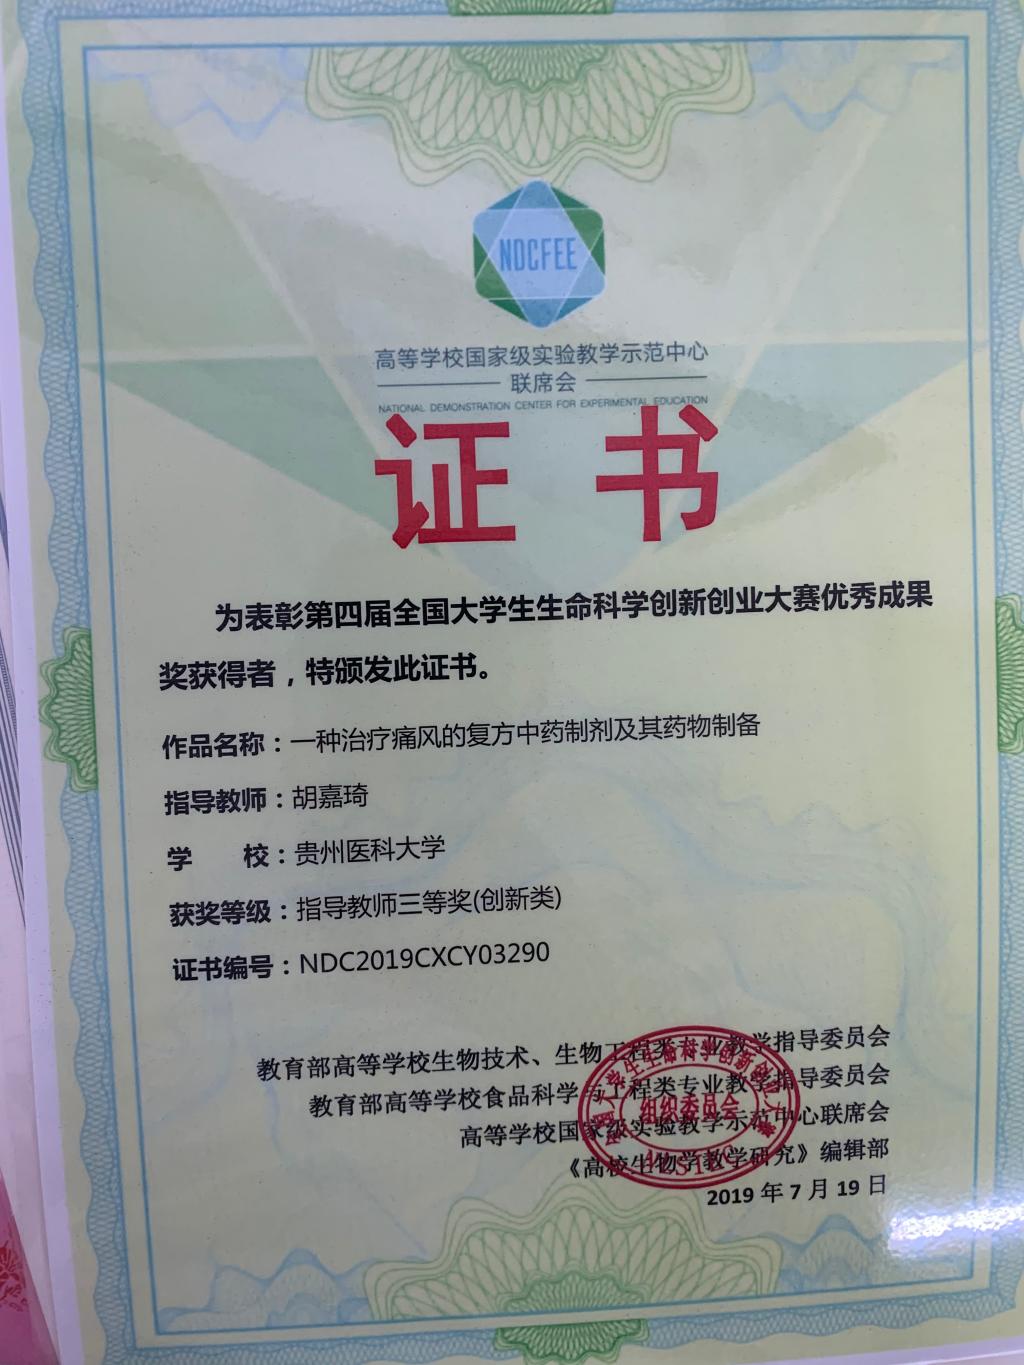 NDCFEE
高等学校国家级实验教学示范中心
联席会
NATIONAL DEMONSTRATION CENTER FOR EXPERIMENTAL EDUCATION
证书
为表彰第四届全国大学生生命科学创新创业大赛优秀成果
奖获得者，特颁发此证书。
作品名称：一种治疗痛风的复方中药制剂及其药物制备
指导教师：胡嘉琦
学 校：贵州医科大学
获奖等级：指导教师三等奖(创新类)
证书编号：NDC2019CXCY03290
教育部高等学校生物技术、生物工程类专业教学指导委员会
教育部高等学校食品科学与工程类专业教学指导委员会
高等学校国家级实验教学示范中心联席会
《高校生物学教学研究》编辑部
2019年7月19日
组织委员会